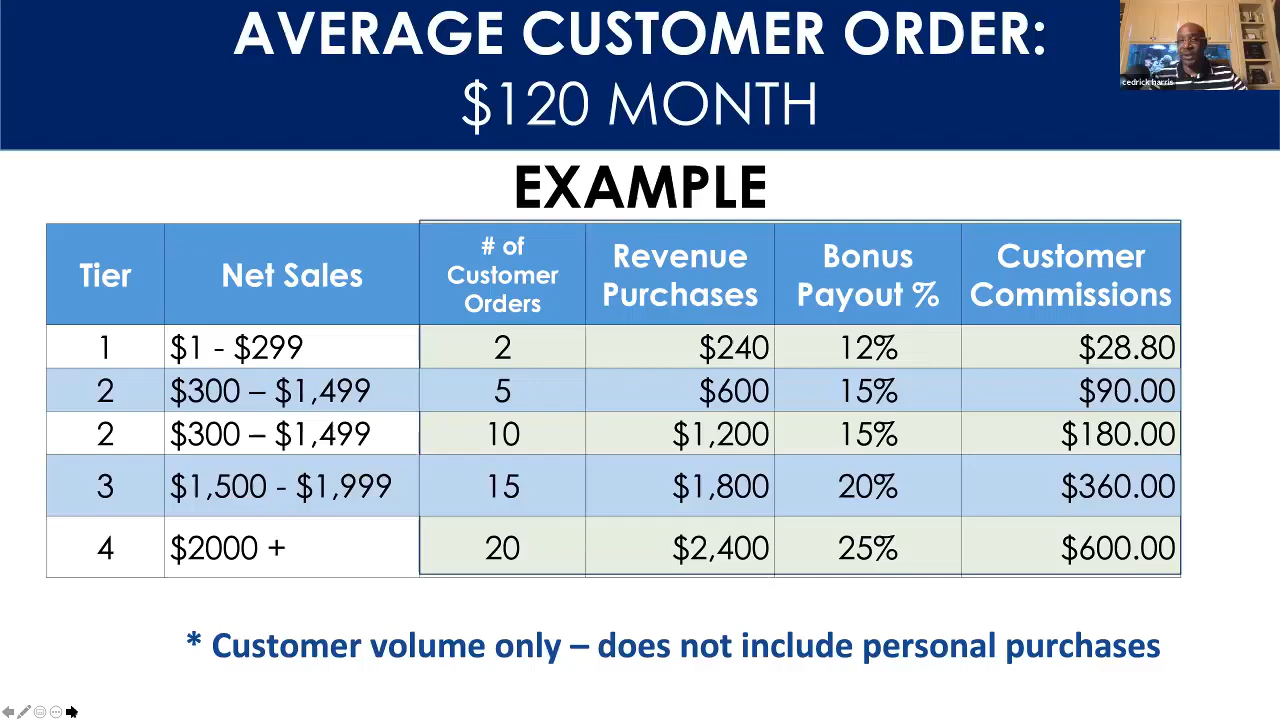 AVERAGE CUSTOMER ORDER:
$120 MONTH
cedrick harris
EXAMPLE
Tier Net Sales # of Customer Orders Revenue Purchases Bonus Payout % Customer Commissions
1 $1 - $299 2 $240 12% $28.80
2 $300 – $1,499 5 $600 15% $90.00
2 $300 – $1,499 10 $1,200 15% $180.00
3 $1,500 - $1,999 15 $1,800 20% $360.00
4 $2000 + 20 $2,400 25% $600.00
* Customer volume only – does not include personal purchases